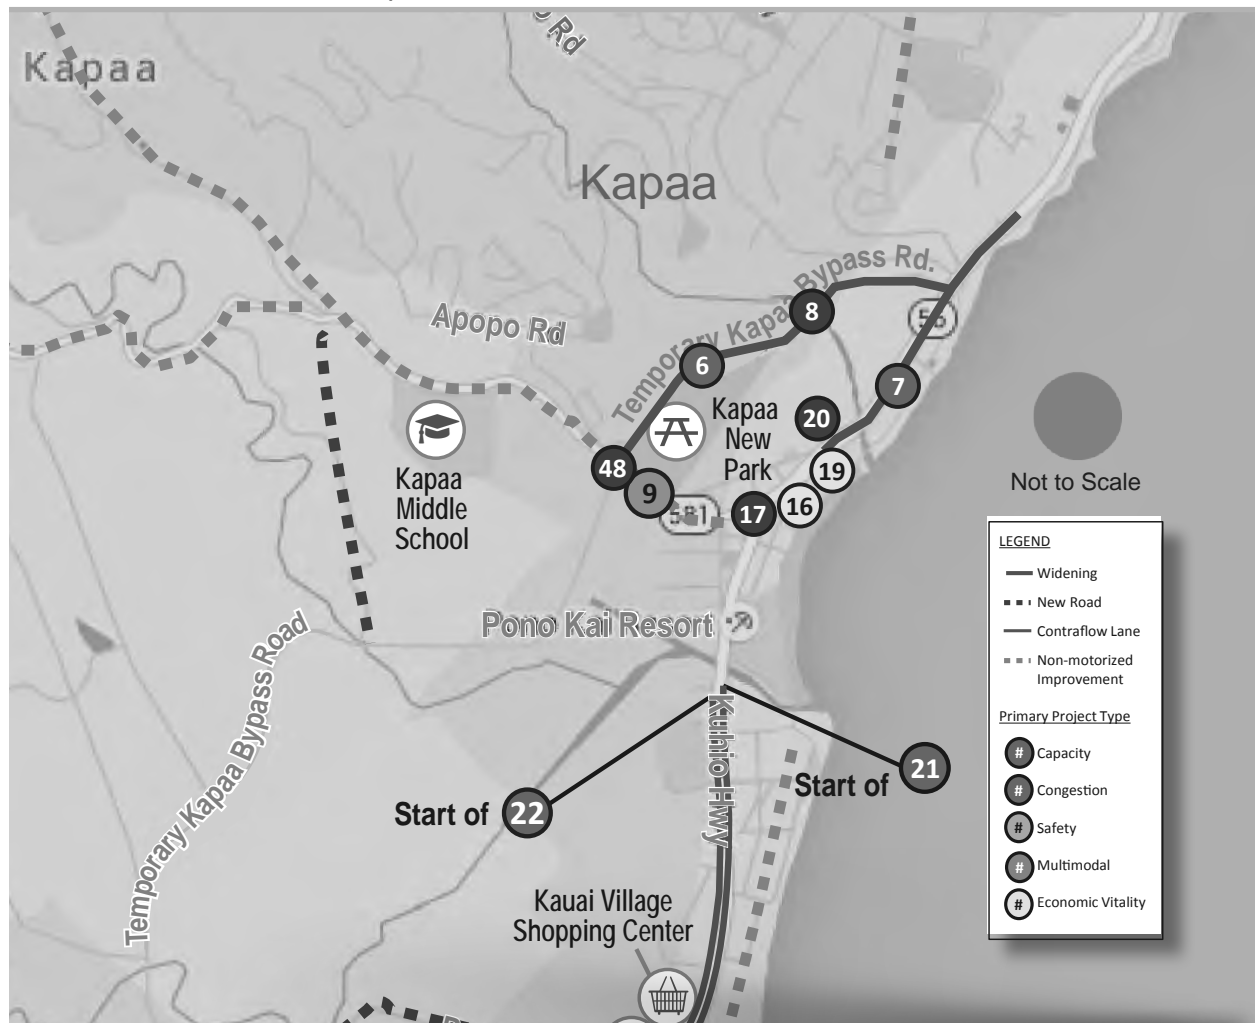 Kapaa
o Rd
Kapaa
Temporary Kapaa Bypass Rd.
Apopo Rd
56
8
6
7
Kapaa
New
Park
20
19
48
9
581
17
16
Kapaa
Middle
School
Not to Scale
LEGEND
Widening
New Road
Contraflow Lane
Non-motorized
Improvement
Primary Project Type
# Capacity
# Congestion
# Safety
# Multimodal
# Economic Vitality
Pono Kai Resort
Temporary Kapaa Bypass Road
Kuhio Hwy
Start of 21
Start of 22
Kauai Village
Shopping Center